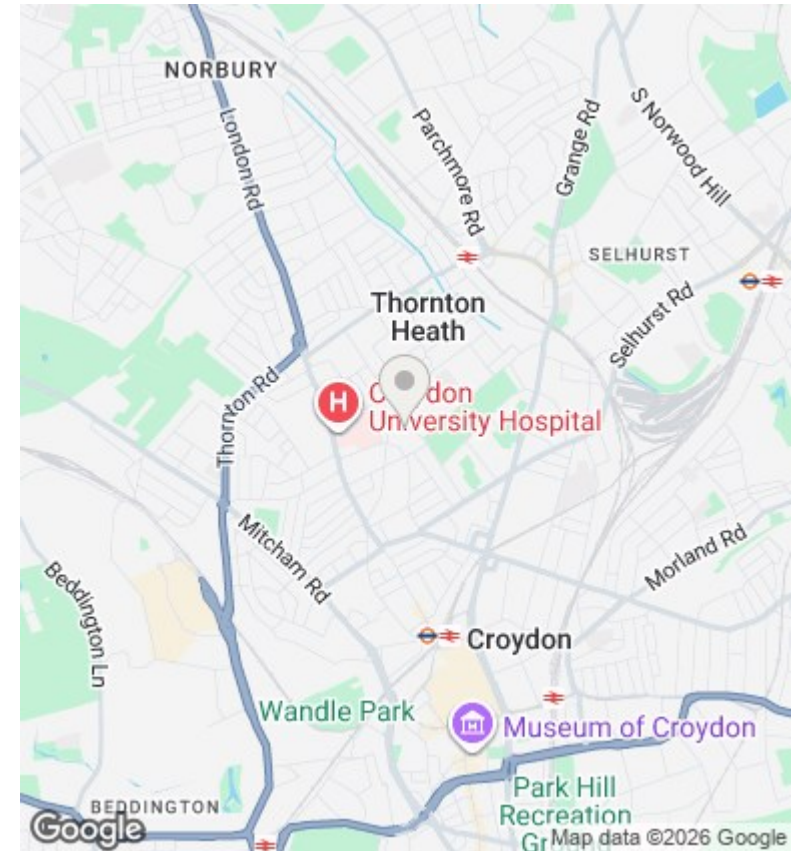 NORBURY
London Rd
Parchmore Rd
Grange Rd
S Norwood Hill
SELHURST
Thornton
Heath
Selhurst Rd
Thornton Rd
H
University Hospital
Mitcham Rd
Morland Rd
Beddington Ln
Croydon
Wandle Park
Museum of Croydon
BEDDINGTON
Park Hill
Recreation
Google
Map data ©2026 Google